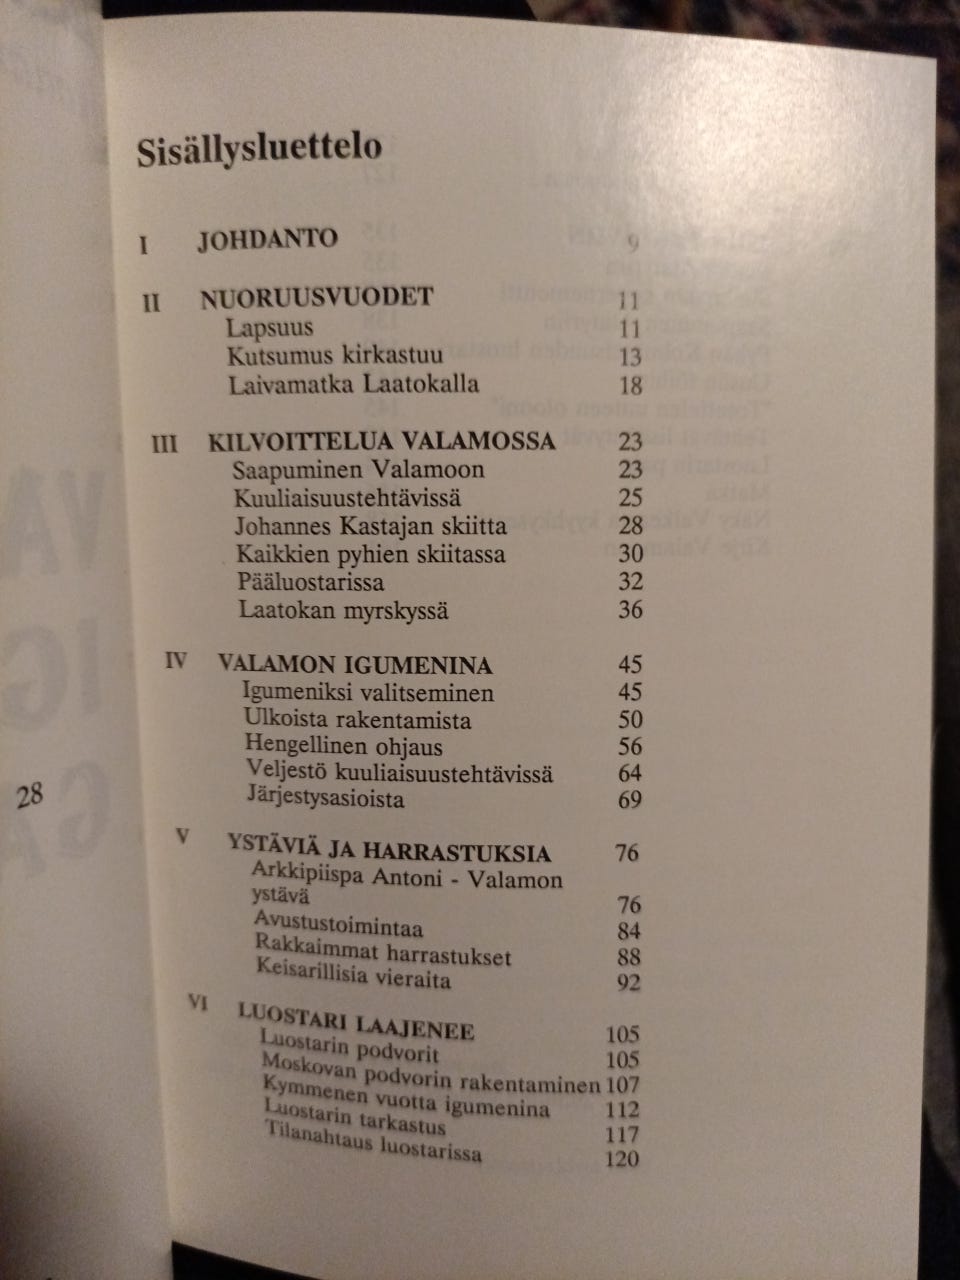 Sisällysluettelo
I JOHDANTO 9
II NUORUUSVUODET 11
Lapsuus 11
Kutsumus kirkastuu 13
Laivamatka Laatokalla 18
III KILVOITTELUA VALAMOSSA 23
Saapuminen Valamoon 23
Kuuliaisuustehtävissä 25
Johannes Kastajan skiitta 28
Kaikkien pyhien skiitassa 30
Pääluostarissa 32
Laatokan myrskyssä 36
IV VALAMON IGUMENINA 45
Igumeniksi valitseminen 45
Ulkoista rakentamista 50
Hengellinen ohjaus 56
Veljestö kuuliaisuustehtävissä 64
Järjestysasioista 69
V YSTÄVIÄ JA HARRASTUKSIA 76
Arkkipiispa Antoni - Valamon
ystävä 76
Avustustoimintaa 84
Rakkaimmat harrastukset 88
Keisarillisia vieraita 92
VI LUOSTARI LAAJENEE 105
Luostarin podvorit 105
Moskovan podvorin rakentaminen 107
Kymmenen vuotta igumenina 112
Luostarin tarkastus 117
Tilanahtaus luostarissa 120
28